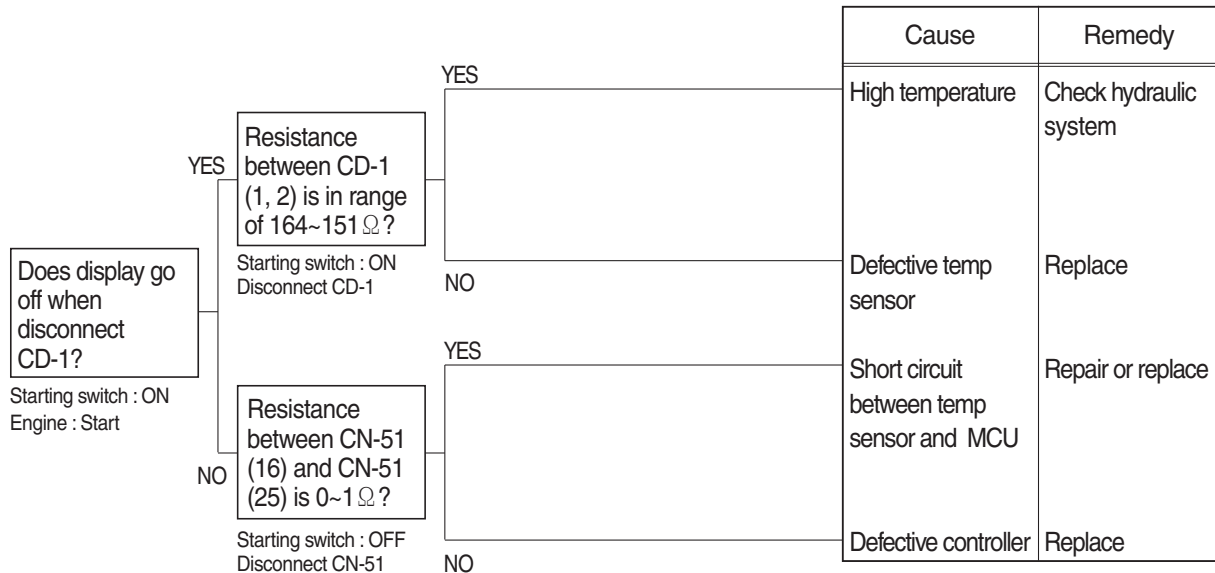 Does display go
off when
disconnect
CD-1?
Starting switch : ON
Engine : Start
YES
Resistance
between CD-1
(1, 2) is in range
of 164~151Ω?
Starting switch : ON
Disconnect CD-1
NO
Resistance
between CN-51
(16) and CN-51
(25) is 0~1Ω?
Starting switch : OFF
Disconnect CN-51
YES
NO
YES
NO
Cause Remedy
High temperature Check hydraulic
system
Defective temp Replace
sensor
Short circuit Repair or replace
between temp
sensor and MCU
Defective controller Replace